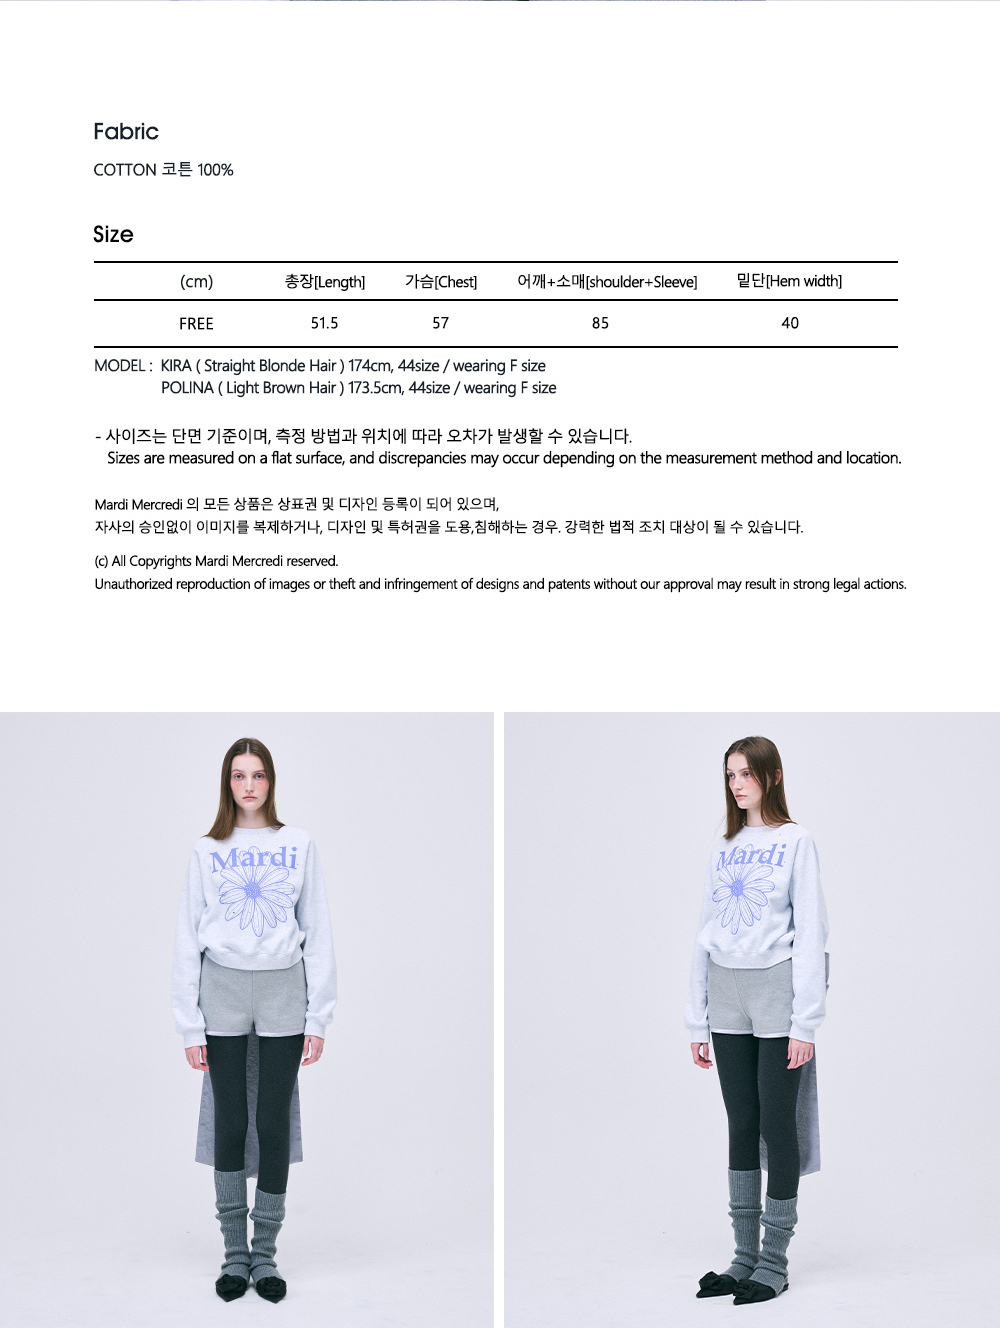 Fabric
COTTON 코튼 100%
Size
(cm) 총장[Length] 가슴[Chest] 어깨+소매[shoulder+Sleeve] 밑단[Hem width]
FREE 51.5 57 85 40
MODEL : KIRA ( Straight Blonde Hair ) 174cm, 44size / wearing F size
POLINA ( Light Brown Hair ) 173.5cm, 44size / wearing F size
- 사이즈는 단면 기준이며, 측정 방법과 위치에 따라 오차가 발생할 수 있습니다.
Sizes are measured on a flat surface, and discrepancies may occur depending on the measurement method and location.
Mardi Mercredi 의 모든 상품은 상표권 및 디자인 등록이 되어 있으며,
자사의 승인없이 이미지를 복제하거나, 디자인 및 특허권을 도용,침해하는 경우. 강력한 법적 조치 대상이 될 수 있습니다.
(c) All Copyrights Mardi Mercredi reserved.
Unauthorized reproduction of images or theft and infringement of designs and patents without our approval may result in strong legal actions.
Mardi
Mardi